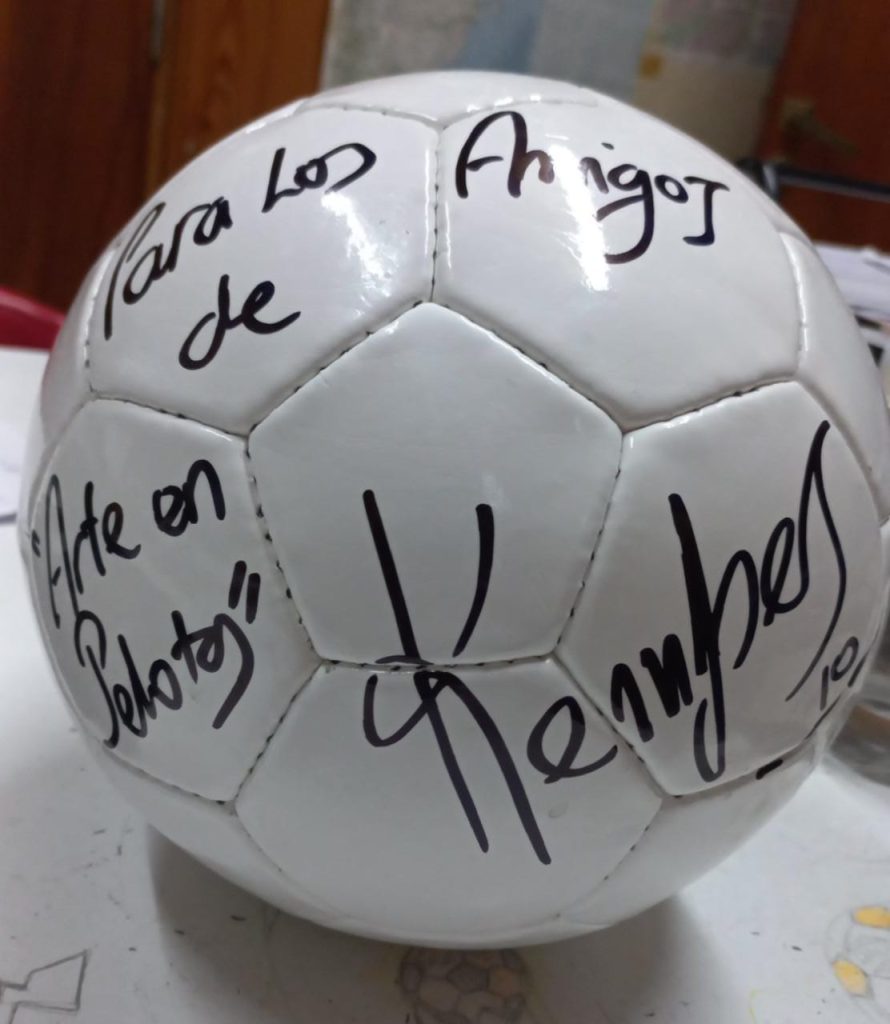 Para Los Amigos
de
"Arte en
Pelotas"
Kempes
10